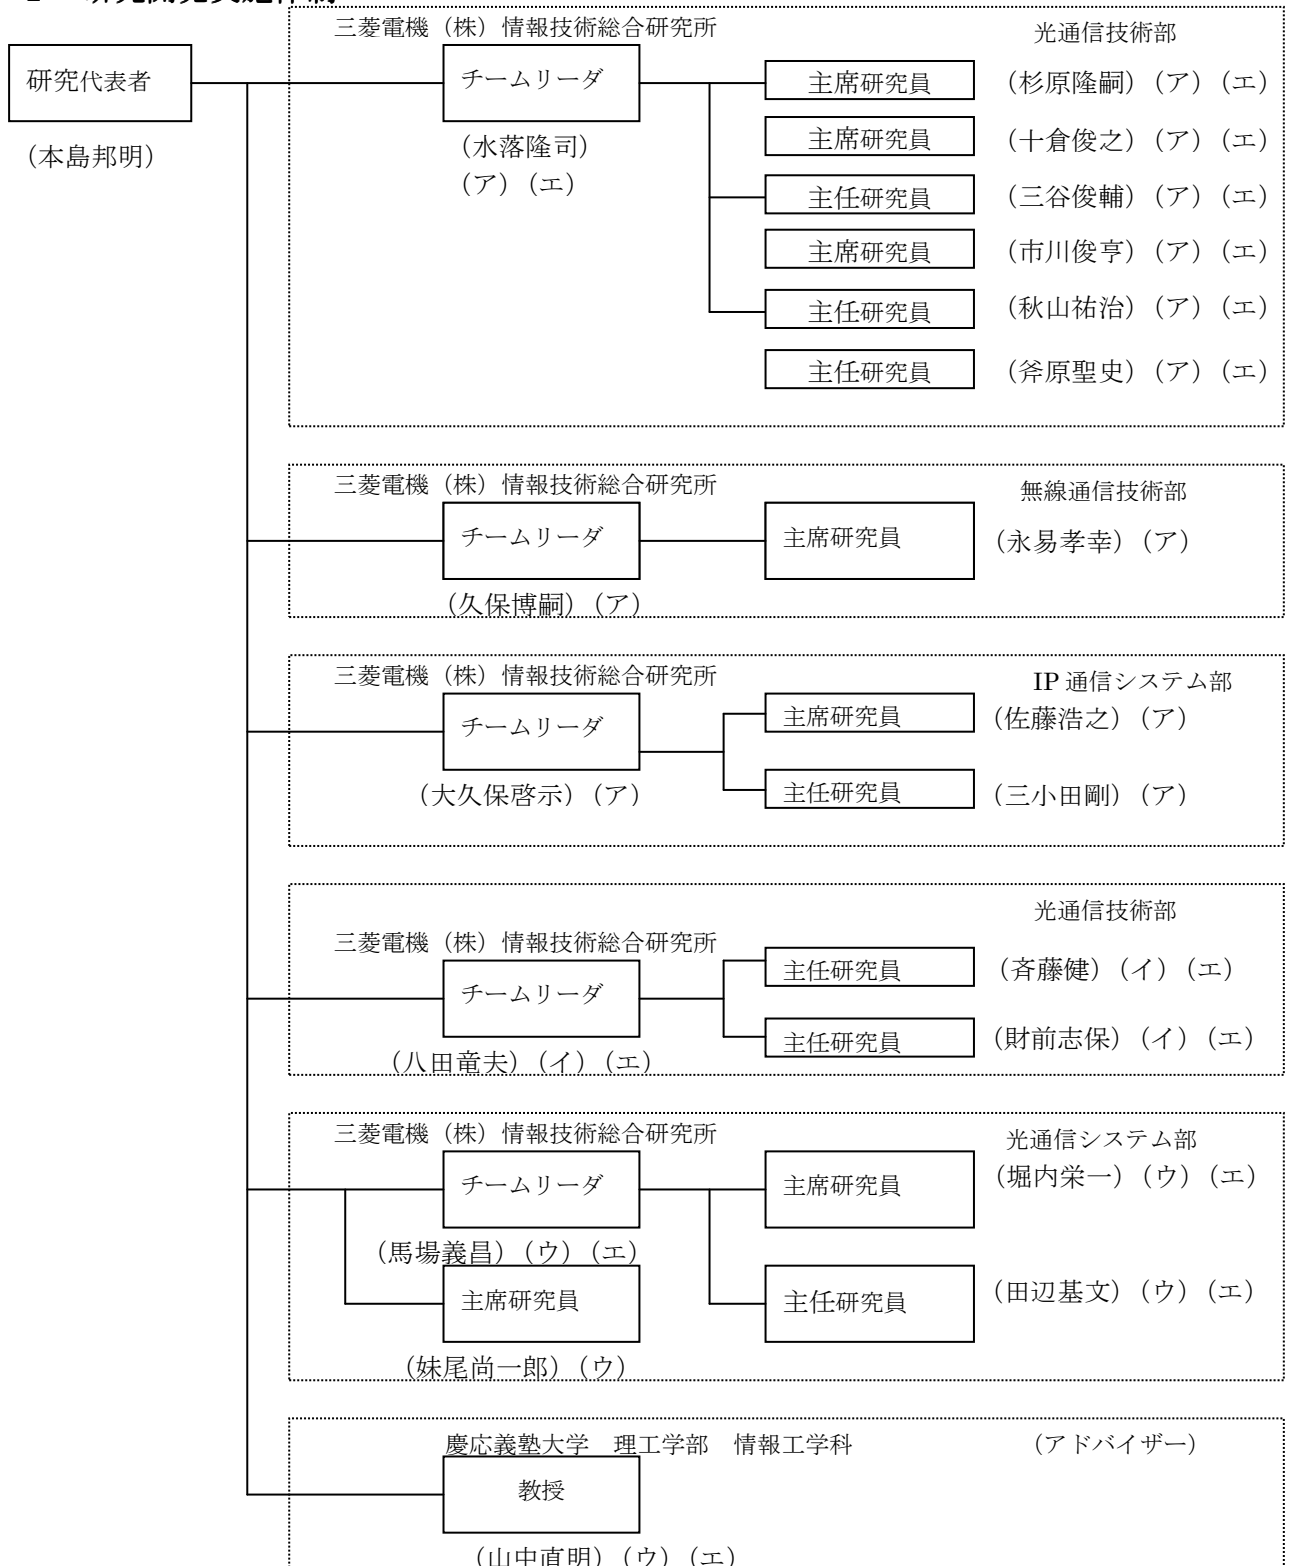 研究開発実施体制
三菱電機（株）情報技術総合研究所
光通信技術部
研究代表者
（本島邦明）
チームリーダ
（水落隆司）
（ア）（エ）
主席研究員 （杉原隆嗣）（ア）（エ）
主席研究員 （十倉俊之）（ア）（エ）
主任研究員 （三谷俊輔）（ア）（エ）
主席研究員 （市川俊亨）（ア）（エ）
主任研究員 （秋山祐治）（ア）（エ）
主任研究員 （斧原聖史）（ア）（エ）
三菱電機（株）情報技術総合研究所
無線通信技術部
チームリーダ
（久保博嗣）（ア）
主席研究員 （永易孝幸）（ア）
三菱電機（株）情報技術総合研究所
IP 通信システム部
チームリーダ
（大久保啓示）（ア）
主席研究員 （佐藤浩之）（ア）
主任研究員 （三小田剛）（ア）
光通信技術部
三菱電機（株）情報技術総合研究所
チームリーダ
（八田竜夫）（イ）（エ）
主任研究員 （斉藤健）（イ）（エ）
主任研究員 （財前志保）（イ）（エ）
三菱電機（株）情報技術総合研究所
光通信システム部
チームリーダ
（馬場義昌）（ウ）（エ）
主席研究員 （堀内栄一）（ウ）（エ）
主席研究員
（妹尾尚一郎）（ウ）
主任研究員 （田辺基文）（ウ）（エ）
慶応義塾大学　理工学部　情報工学科 （アドバイザー）
教授
（山中直明）（ウ）（エ）